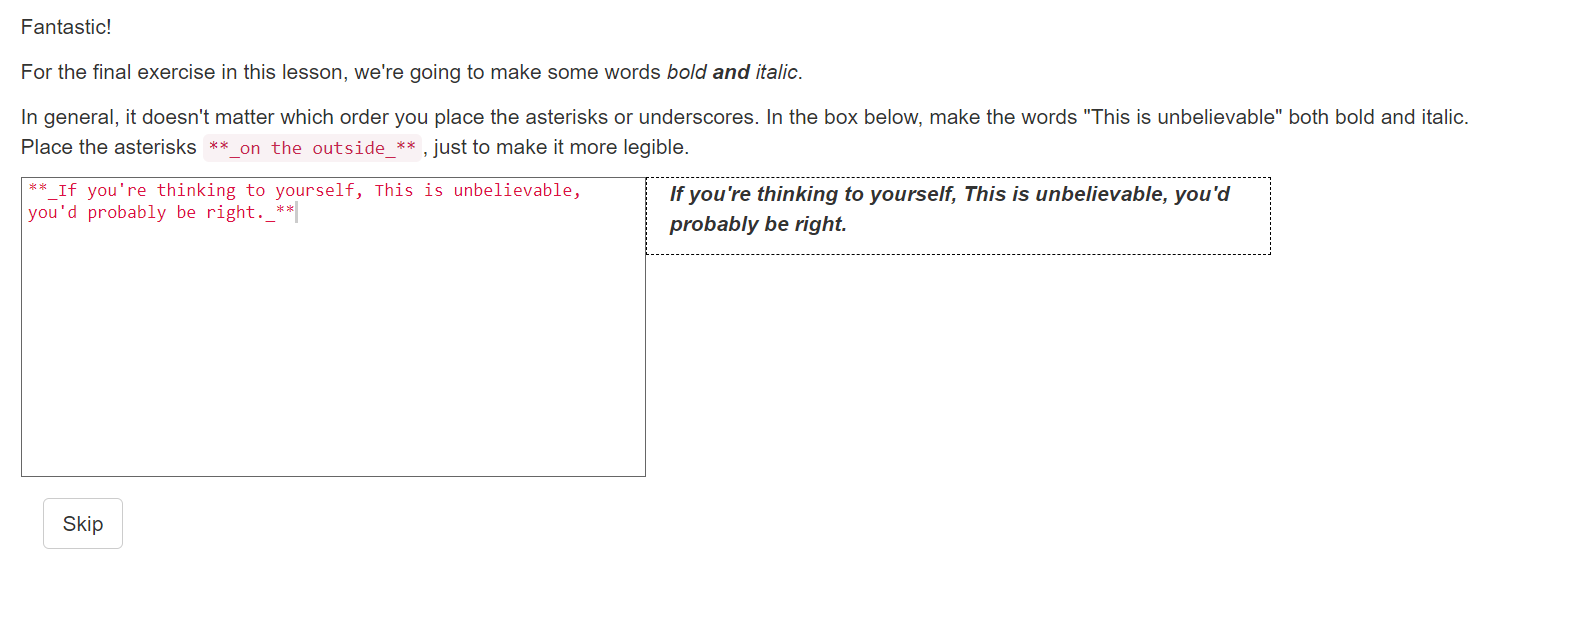 Fantastic!
For the final exercise in this lesson, we're going to make some words bold and italic.
In general, it doesn't matter which order you place the asterisks or underscores. In the box below, make the words "This is unbelievable" both bold and italic.
Place the asterisks **_on the outside_** , just to make it more legible.
**_If you're thinking to yourself, This is unbelievable,
you'd probably be right._**
If you're thinking to yourself, This is unbelievable, you'd
probably be right.
Skip